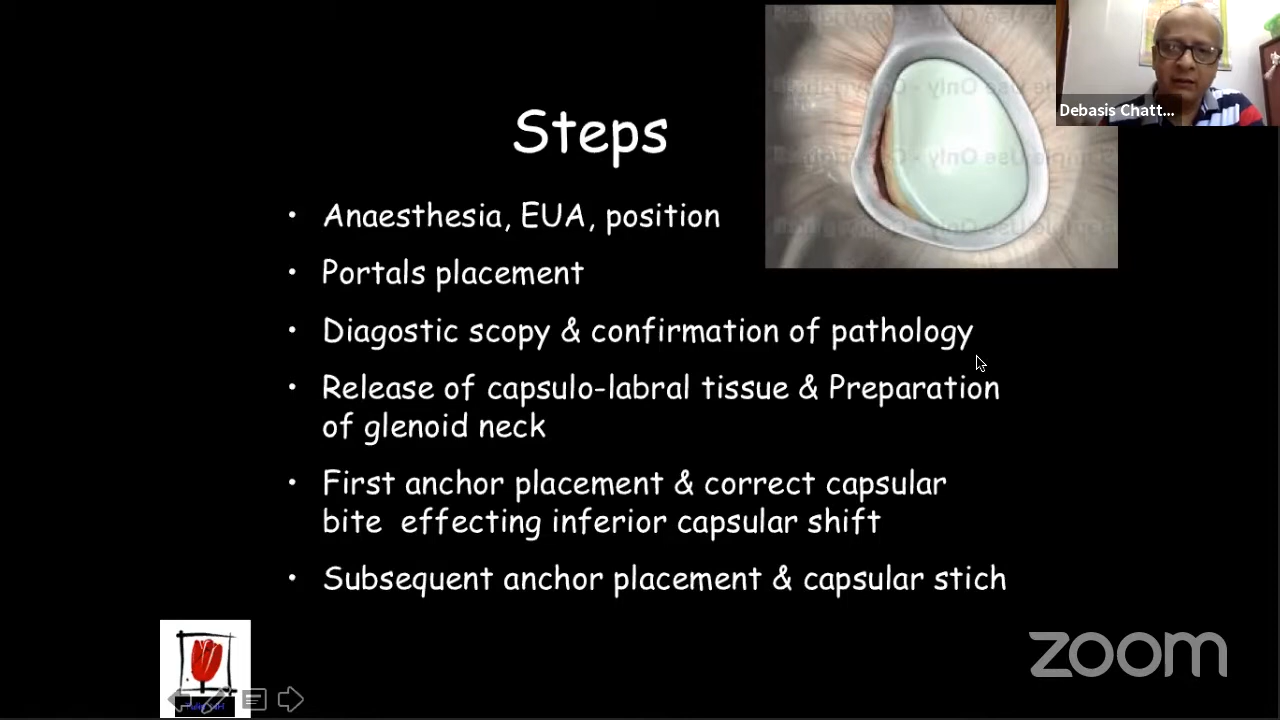 Debasis Chatt...
Steps
• Anaesthesia, EUA, position
• Portals placement
• Diagostic scopy & confirmation of pathology
• Release of capsulo-labral tissue & Preparation
of glenoid neck
• First anchor placement & correct capsular
bite effecting inferior capsular shift
• Subsequent anchor placement & capsular stich
zoom